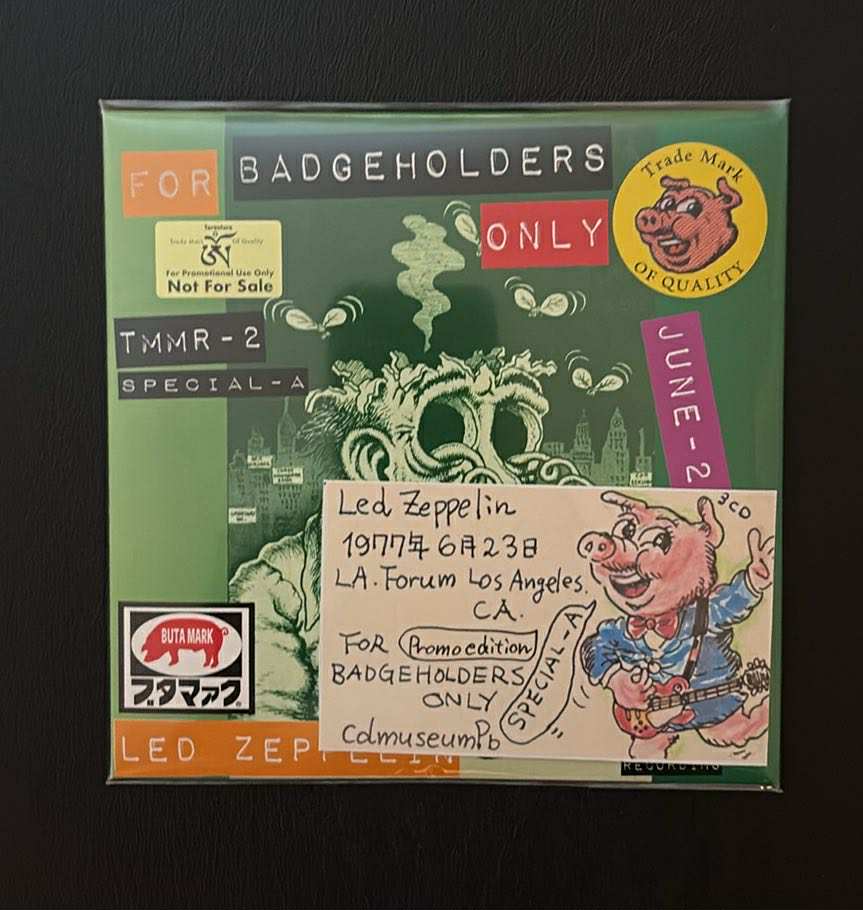 FOR BADGEHOLDERS
ONLY
Trade Mark
OF QUALITY
Tarantura
Trade Mark Of Quality
For Promotional Use Only
Not For Sale
TMMR-2
SPECIAL-A
JUNE-2
3CD
Led Zeppelin
1977年6月23日
LA. Forum Los Angeles.
CA.
FOR Promo edition
BADGEHOLDERS
ONLY
SPECIAL-A
CdmuseumPb
BUTA MARK
ブタマァク
LED ZEPPELIN
RECORDING